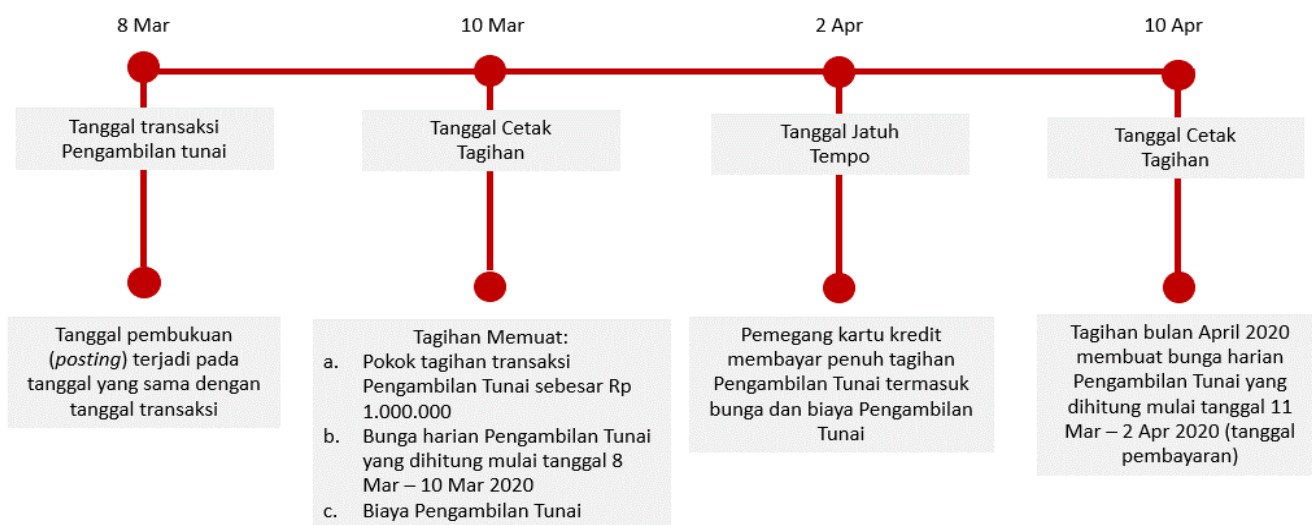 8 Mar
10 Mar
2 Apr
10 Apr
Tanggal transaksi
Pengambilan tunai
Tanggal Cetak
Tagihan
Tanggal Jatuh
Tempo
Tanggal Cetak
Tagihan
Tanggal pembukuan
(posting) terjadi pada
tanggal yang sama dengan
tanggal transaksi
Tagihan Memuat:
a. Pokok tagihan transaksi
Pengambilan Tunai sebesar Rp
1.000.000
b. Bunga harian Pengambilan Tunai
yang dihitung mulai tanggal 8
Mar – 10 Mar 2020
c. Biaya Pengambilan Tunai
Pemegang kartu kredit
membayar penuh tagihan
Pengambilan Tunai termasuk
bunga dan biaya Pengambilan
Tunai
Tagihan bulan April 2020
membuat bunga harian
Pengambilan Tunai yang
dihitung mulai tanggal 11
Mar – 2 Apr 2020 (tanggal
pembayaran)